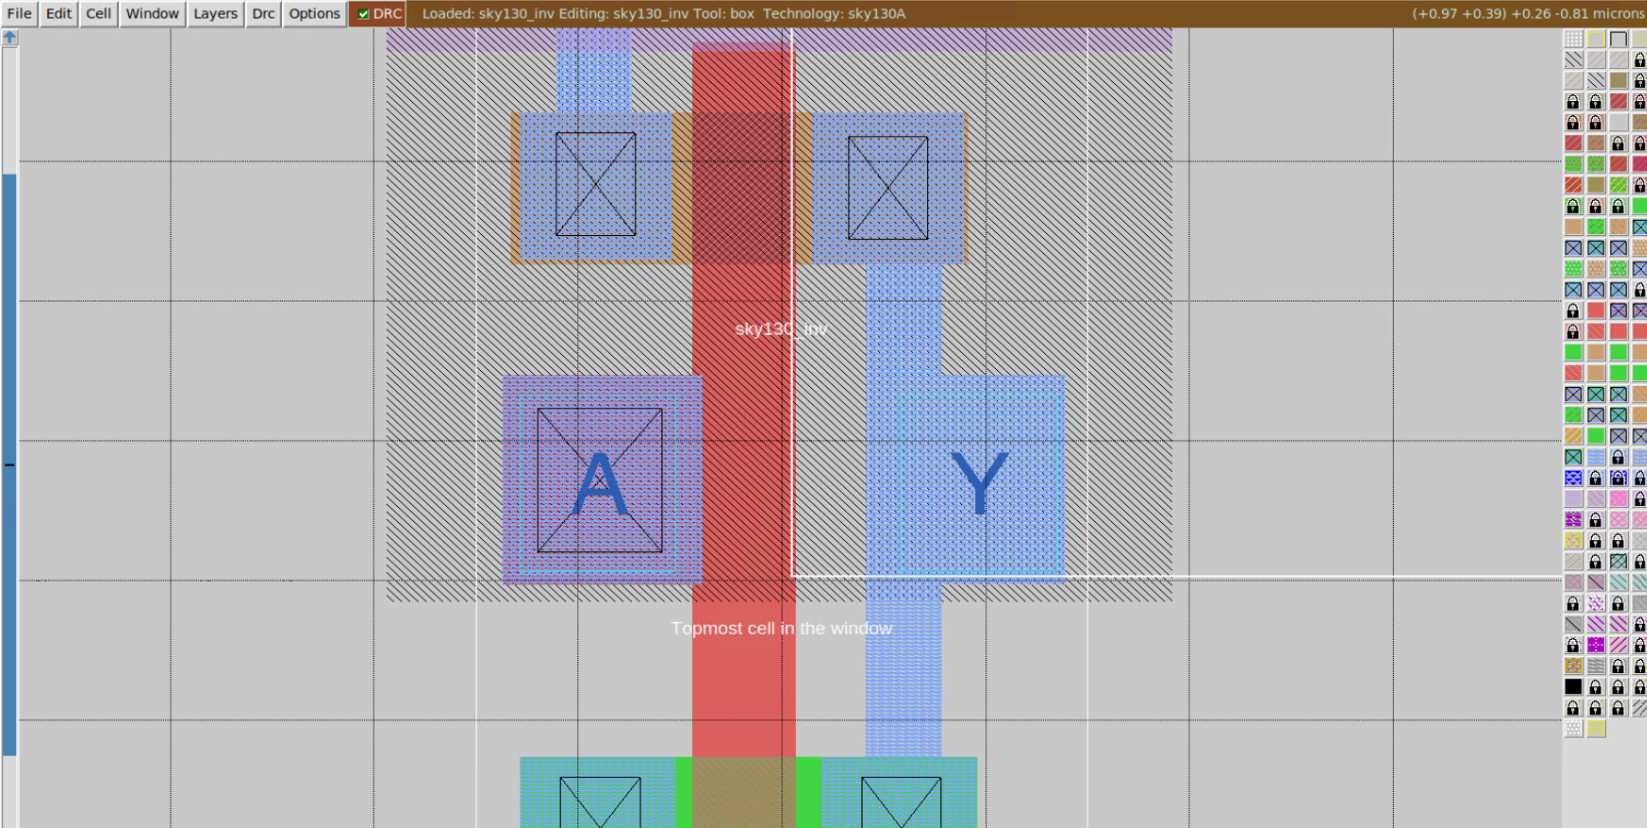 File Edit Cell Window Layers Drc Options DRC Loaded: sky130_inv Editing: sky130_inv Tool: box Technology: sky130A (+0.97 +0.39) +0.26 -0.81 microns
sky130_inv
A Y
Topmost cell in the window